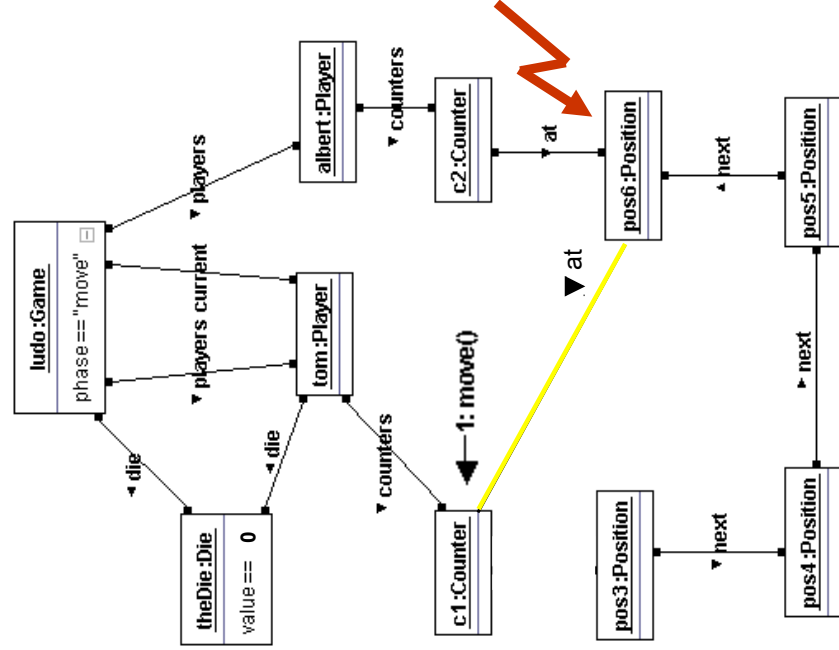 ludo :Game
phase =="move"
players
players
current
albert :Player
counters
c2 :Counter
at
die
die
tom :Player
theDie :Die
value == 0
counters
1: move()
at
c1 :Counter
pos6 :Position
next
pos5 :Position
next
pos3 :Position
next
pos4 :Position